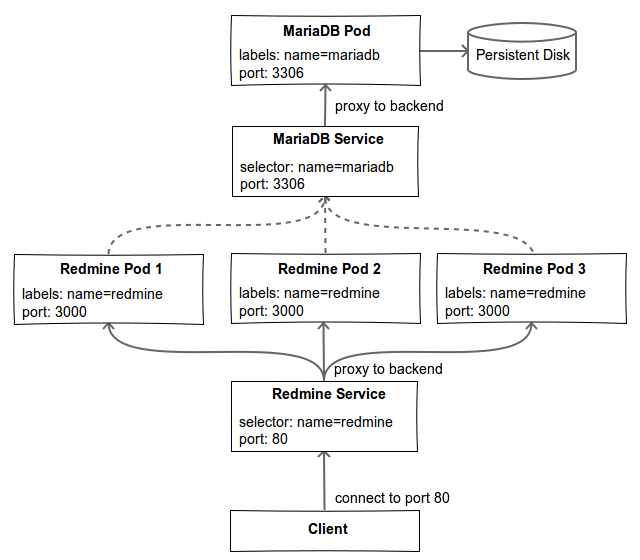 MariaDB Pod
labels: name=mariadb
port: 3306
Persistent Disk
proxy to backend
MariaDB Service
selector: name=mariadb
port: 3306
Redmine Pod 1
labels: name=redmine
port: 3000
Redmine Pod 2
labels: name=redmine
port: 3000
Redmine Pod 3
labels: name=redmine
port: 3000
proxy to backend
Redmine Service
selector: name=redmine
port: 80
connect to port 80
Client